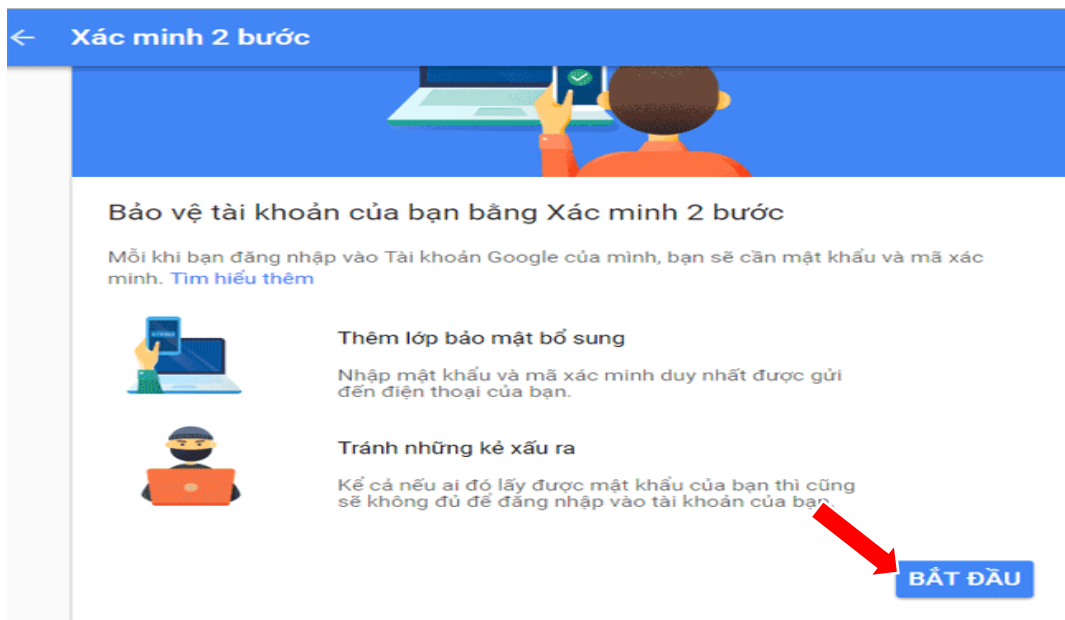 Xác minh 2 bước
Bảo vệ tài khoản của bạn bằng Xác minh 2 bước
Mỗi khi bạn đăng nhập vào Tài khoản Google của mình, bạn sẽ cần mật khẩu và mã xác
minh. Tìm hiểu thêm
Thêm lớp bảo mật bổ sung
Nhập mật khẩu và mã xác minh duy nhất được gửi
đến điện thoại của bạn.
Tránh những kẻ xấu ra
Kể cả nếu ai đó lấy được mật khẩu của bạn thì cũng
sẽ không đủ để đăng nhập vào tài khoản của bạn.
BẮT ĐẦU